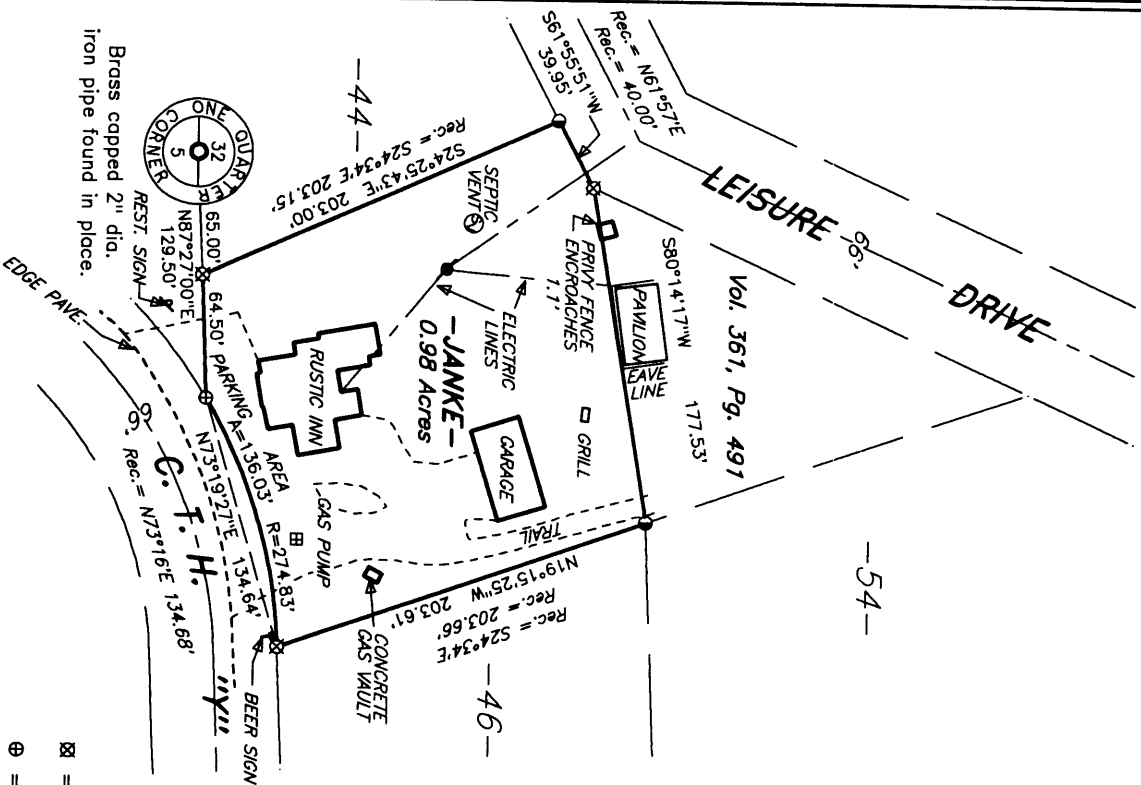 Rec.= N61°57'E
Rec.= 40.00'
S61°55'51"W
39.95'
LEISURE DRIVE
66'
Vol. 361, Pg. 491
S80°14'17"W 177.53'
—54—
—44—
Rec.= S24°34'E 203.15'
S24°25'43"E 203.00'
SEPTIC
VENT
S
PRIVY FENCE
ENCROACHES
1.1'
PAVILION
EAVE
LINE
ELECTRIC
LINES
GRILL
—JANKE—
0.98 Acres
RUSTIC INN
GARAGE
TRAIL
N19°15'25"W 203.61'
Rec.= 203.66'
Rec.= S24°34'E
—46—
ONE QUARTER
CORNER
32
5
Brass capped 2" dia.
iron pipe found in place.
65.00' 64.50'
N87°27'00"E
129.50'
REST. SIGN
EDGE PAVE.
PARKING AREA
A=136.03' R=274.83'
GAS PUMP
N73°19'27"E 134.64'
Rec.= N73°16'E 134.68'
66'
C. T. H. "Y"
CONCRETE
GAS VAULT
BEER SIGN
=
=